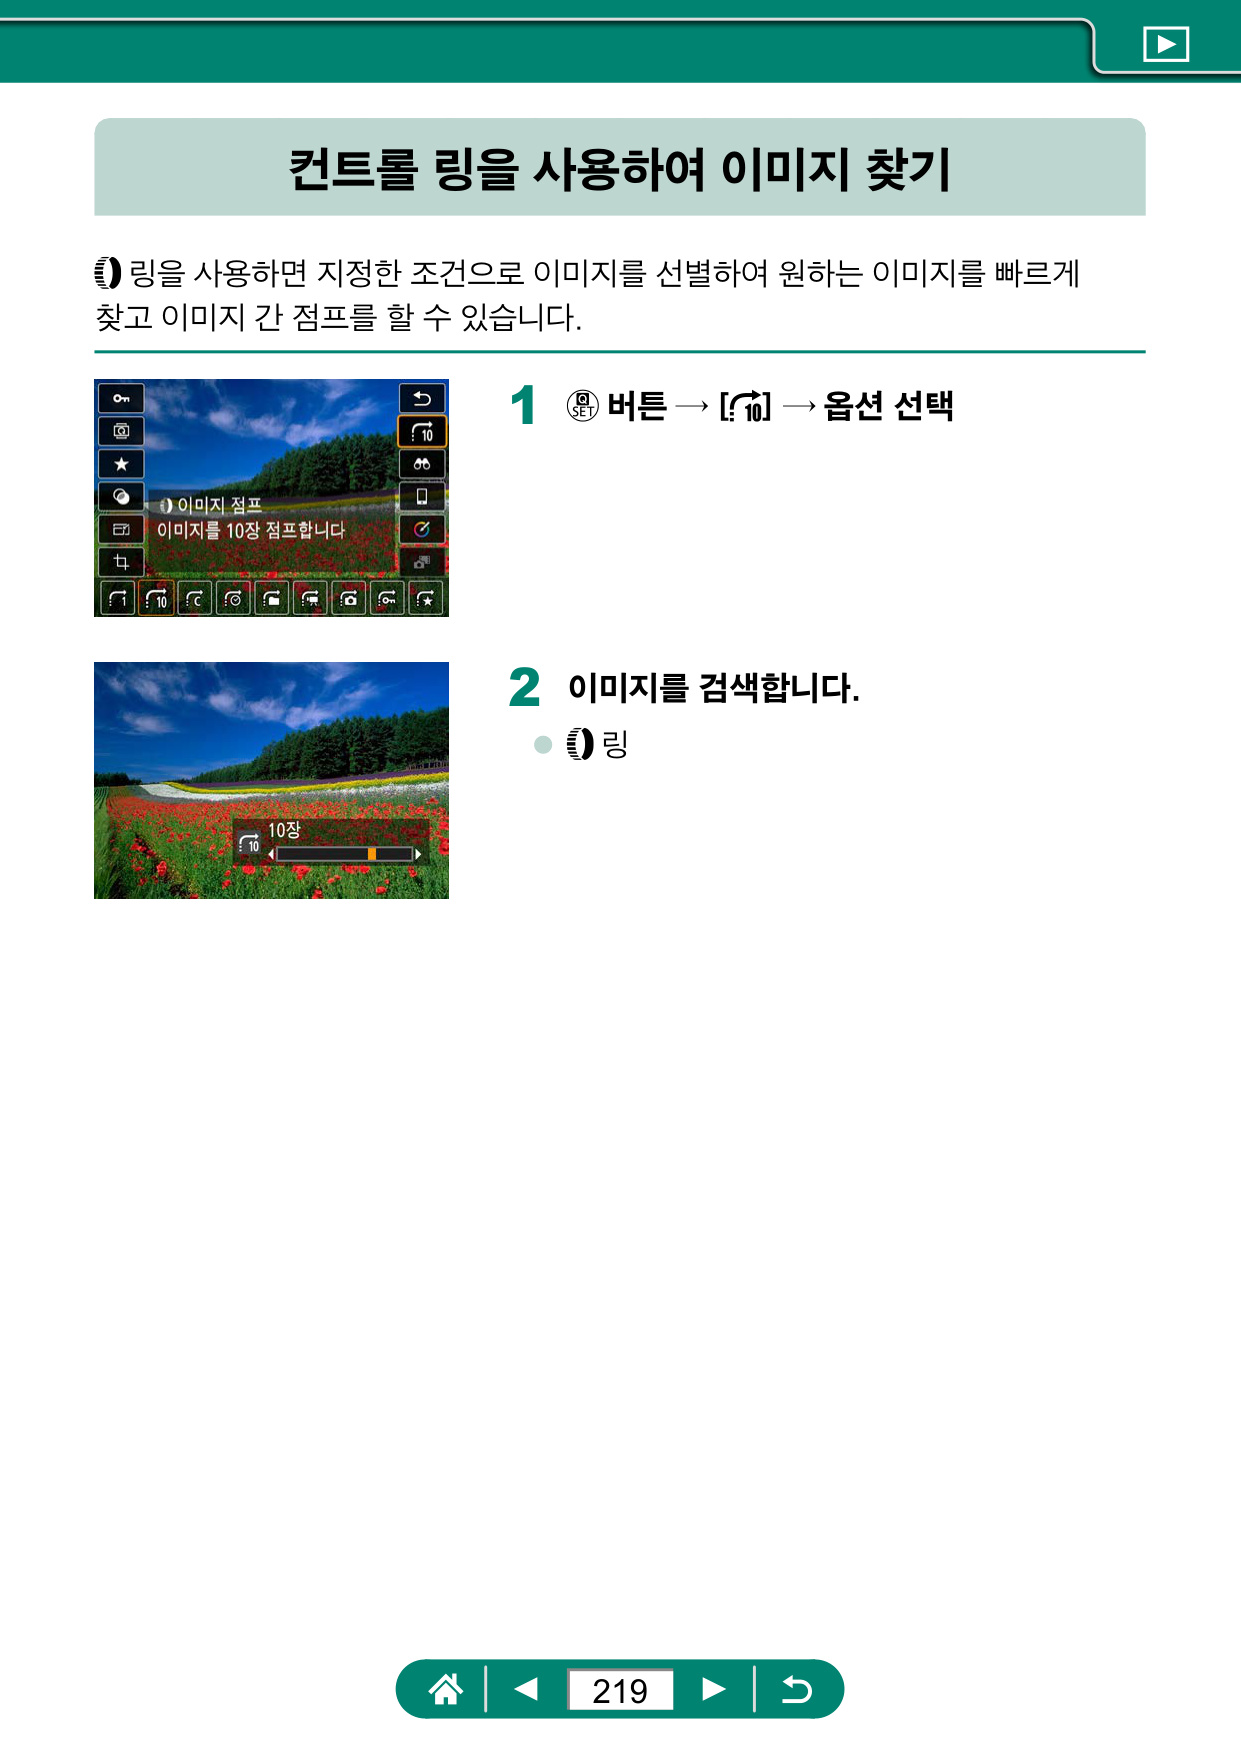 컨트롤 링을 사용하여 이미지 찾기
링을 사용하면 지정한 조건으로 이미지를 선별하여 원하는 이미지를 빠르게
찾고 이미지 간 점프를 할 수 있습니다.
1 Q SET 버튼 → [10] → 옵션 선택
10
이미지 점프
이미지를 10장 점프합니다
1 10 C
2 이미지를 검색합니다.
● 링
10장
10
219